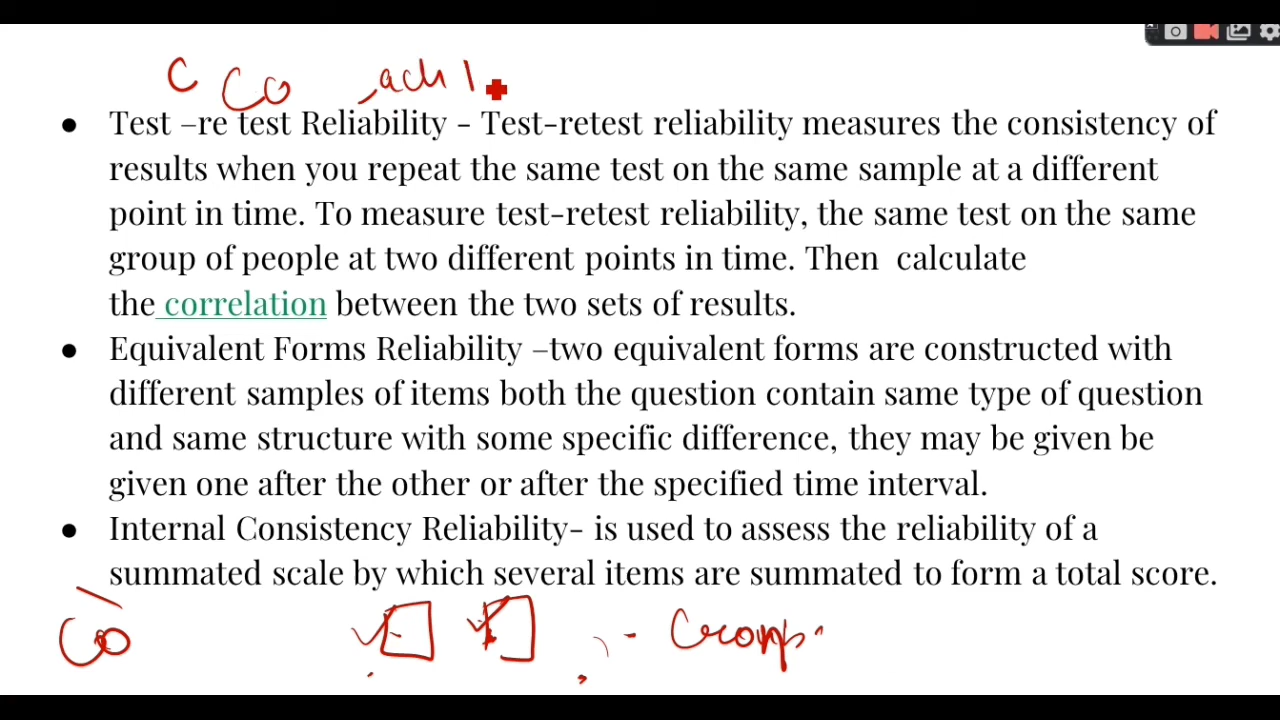 C Co ach
● Test –re test Reliability - Test-retest reliability measures the consistency of
results when you repeat the same test on the same sample at a different
point in time. To measure test-retest reliability, the same test on the same
group of people at two different points in time. Then calculate
the correlation between the two sets of results.
● Equivalent Forms Reliability –two equivalent forms are constructed with
different samples of items both the question contain same type of question
and same structure with some specific difference, they may be given be
given one after the other or after the specified time interval.
● Internal Consistency Reliability- is used to assess the reliability of a
summated scale by which several items are summated to form a total score.